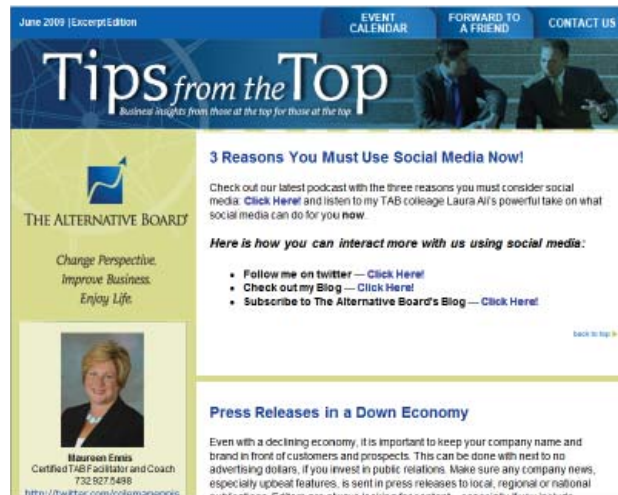 June 2009 | Excerpt Edition
EVENT
CALENDAR
FORWARD TO
A FRIEND
CONTACT US
Tips from the Top
Business insights from those at the top for those at the top
THE ALTERNATIVE BOARD
Change Perspective.
Improve Business.
Enjoy Life.
Maureen Ennis
Certified TAB Facilitator and Coach
732.927.5498
http://twitter.com/colemanennis
3 Reasons You Must Use Social Media Now!
Check out our latest podcast with the three reasons you must consider social
media: Click Here! and listen to my TAB colleage Laura Ali's powerful take on what
social media can do for you now.
Here is how you can interact more with us using social media:
• Follow me on twitter — Click Here!
• Check out my Blog — Click Here!
• Subscribe to The Alternative Board's Blog — Click Here!
back to top
Press Releases in a Down Economy
Even with a declining economy, it is important to keep your company name and
brand in front of customers and prospects. This can be done with next to no
advertising dollars, if you invest in public relations. Make sure any company news,
especially upbeat features, is sent in press releases to local, regional or national